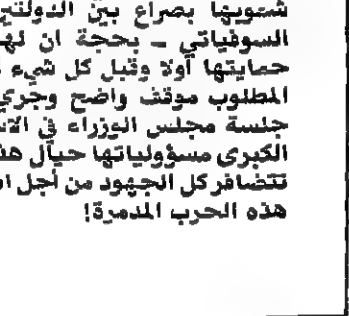 شئونها بصراع بين الدولتين
السوفياتي – بحجة ان لها
حمايتها أولا وقبل كل شيء
المطلوب موقف واضح وجري
جلسة مجلس الوزراء في الا
الكبرى مسؤولياتها حيال هذ
تتضافر كل الجهود من أجل ا
هذه الحرب المدمرة!